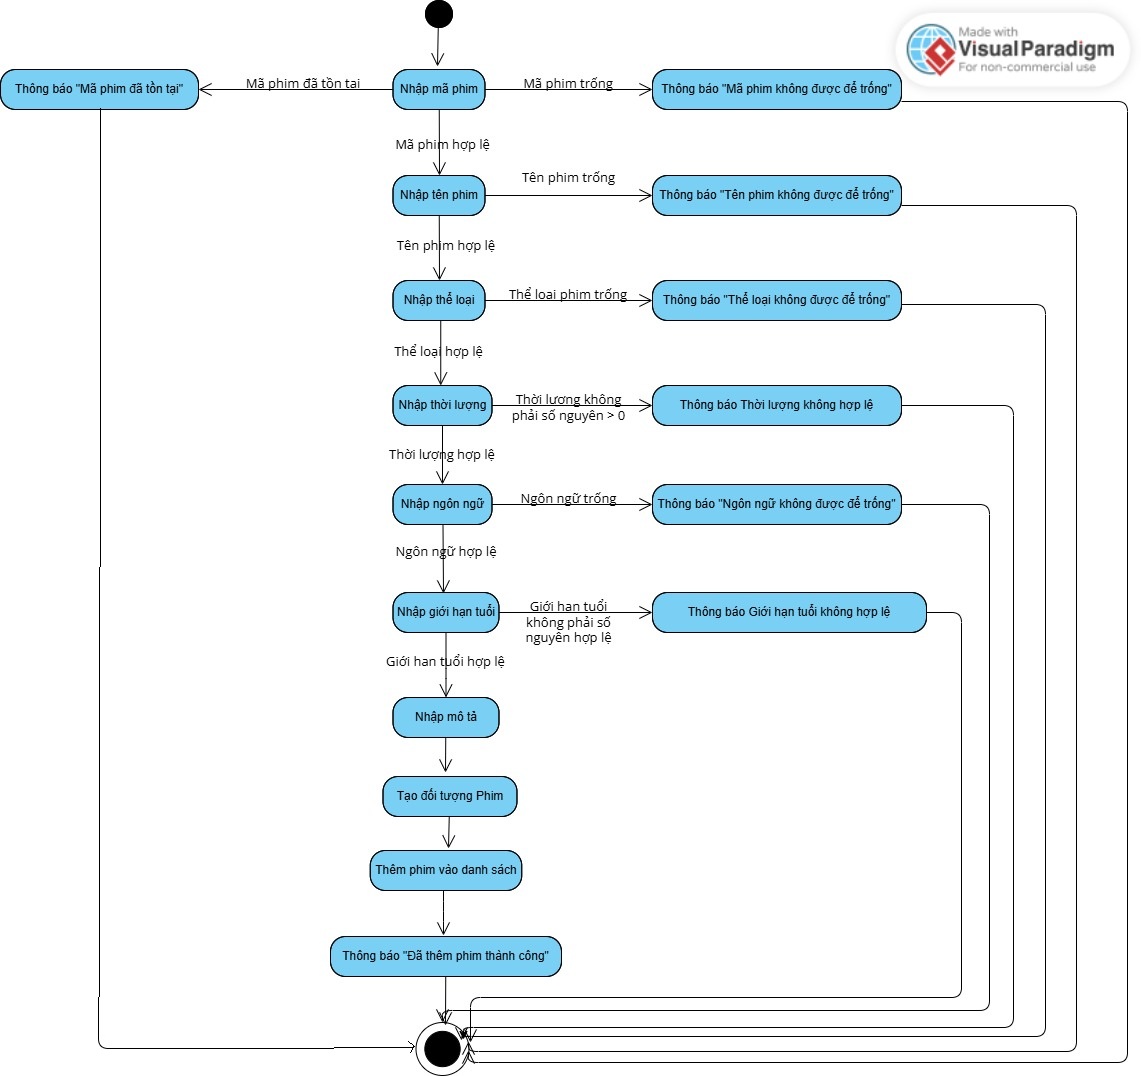 Made with
Visual Paradigm
For non-commercial use
Thông báo "Mã phim đã tồn tại"
Mã phim đã tồn tai
Nhập mã phim
Mã phim trống
Thông báo "Mã phim không được để trống"
Mã phim hợp lệ
Nhập tên phim
Tên phim trống
Thông báo "Tên phim không được để trống"
Tên phim hợp lệ
Nhập thể loại
Thể loai phim trống
Thông báo "Thể loại không được để trống"
Thể loại hợp lệ
Nhập thời lượng
Thời lương không
phải số nguyên > 0
Thông báo Thời lượng không hợp lệ
Thời lượng hợp lệ
Nhập ngôn ngữ
Ngôn ngữ trống
Thông báo "Ngôn ngữ không được để trống"
Ngôn ngữ hợp lệ
Nhập giới hạn tuổi
Giới han tuổi
không phải số
nguyên hợp lệ
Thông báo Giới hạn tuổi không hợp lệ
Giới han tuổi hợp lệ
Nhập mô tả
Tạo đối tượng Phim
Thêm phim vào danh sách
Thông báo "Đã thêm phim thành công"